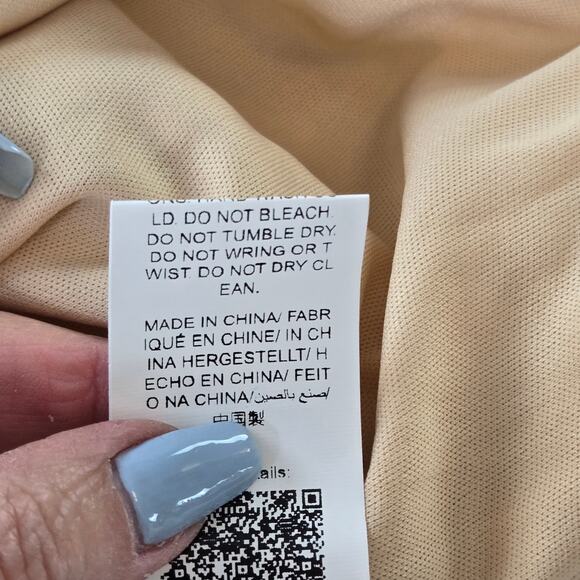 LD. DO NOT BLEACH.
DO NOT TUMBLE DRY.
DO NOT WRING OR T
WIST DO NOT DRY CL
EAN.
MADE IN CHINA/ FABR
IQUÉ EN CHINE/ IN CH
INA HERGESTELLT/ H
ECHO EN CHINA/ FEIT
O NA CHINA/صنع بالصين/
中国製